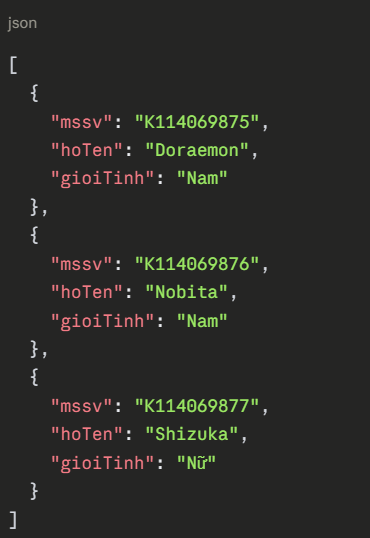 json
[
  {
    "mssv": "K114069875",
    "hoTen": "Doraemon",
    "gioiTinh": "Nam"
  },
  {
    "mssv": "K114069876",
    "hoTen": "Nobita",
    "gioiTinh": "Nam"
  },
  {
    "mssv": "K114069877",
    "hoTen": "Shizuka",
    "gioiTinh": "Nữ"
  }
]